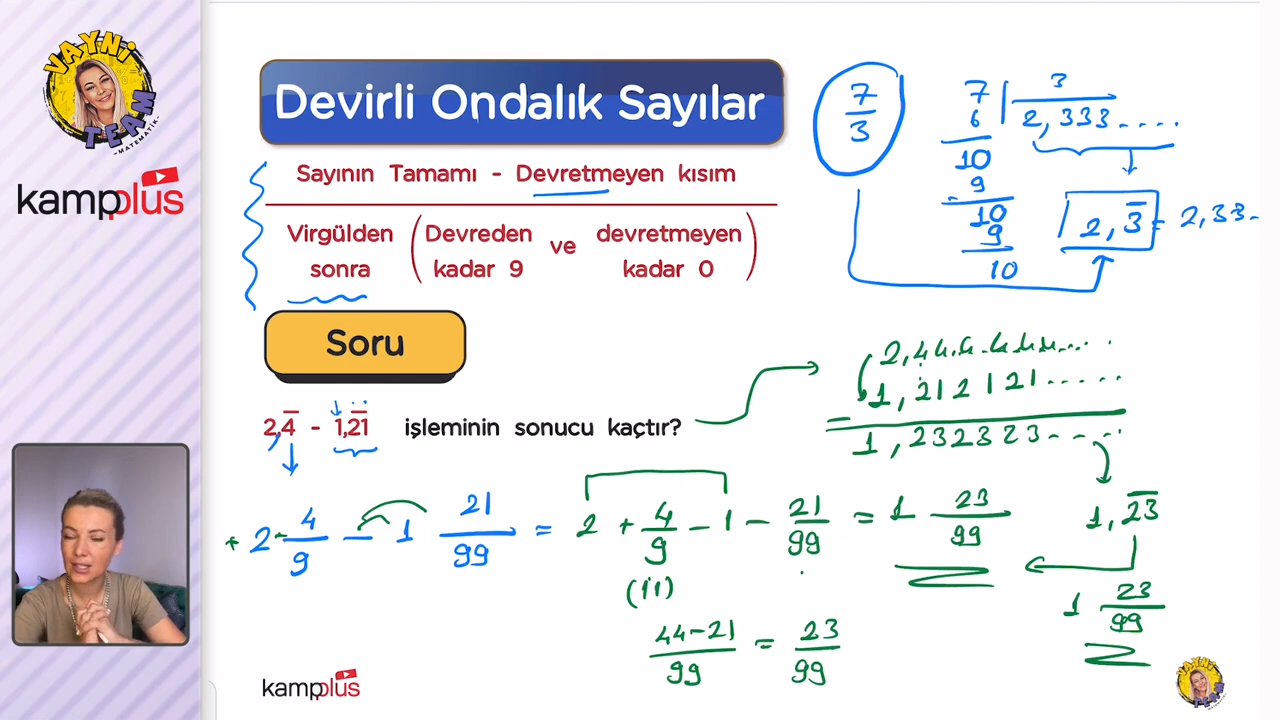 VAYNİ
TEAM
-MATEMATİK-
kampplus
Devirli Ondalık Sayılar
Sayının Tamamı - Devretmeyen kısım
Virgülden sonra (Devreden kadar 9 ve devretmeyen kadar 0)
7/3
7 | 3
6 2,333....
10
9
10
9
10
2,3̅ = 2,33-
Soru
2,4̅ - 1,2̅1̅ işleminin sonucu kaçtır?
2,444444....
- 1,212121.....
1,232323....
1,2̅3̅
1 23/99
+2 4/9 - 1 21/99 = 2 + 4/9 - 1 - 21/99 = 1 23/99
(11)
44-21/99 = 23/99
kampplus
VAYNİ
TEAM